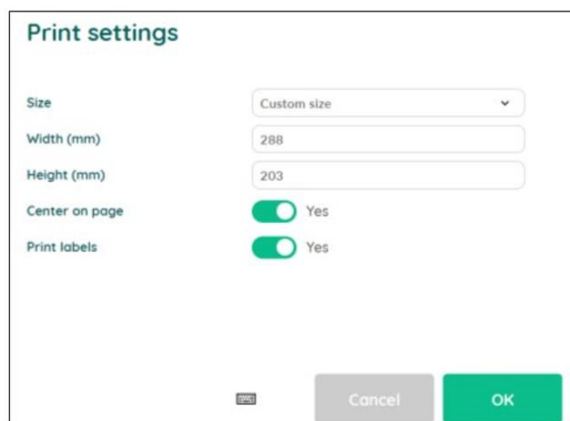 Print settings
Size Custom size
Width (mm) 288
Height (mm) 203
Center on page Yes
Print labels Yes
Cancel OK